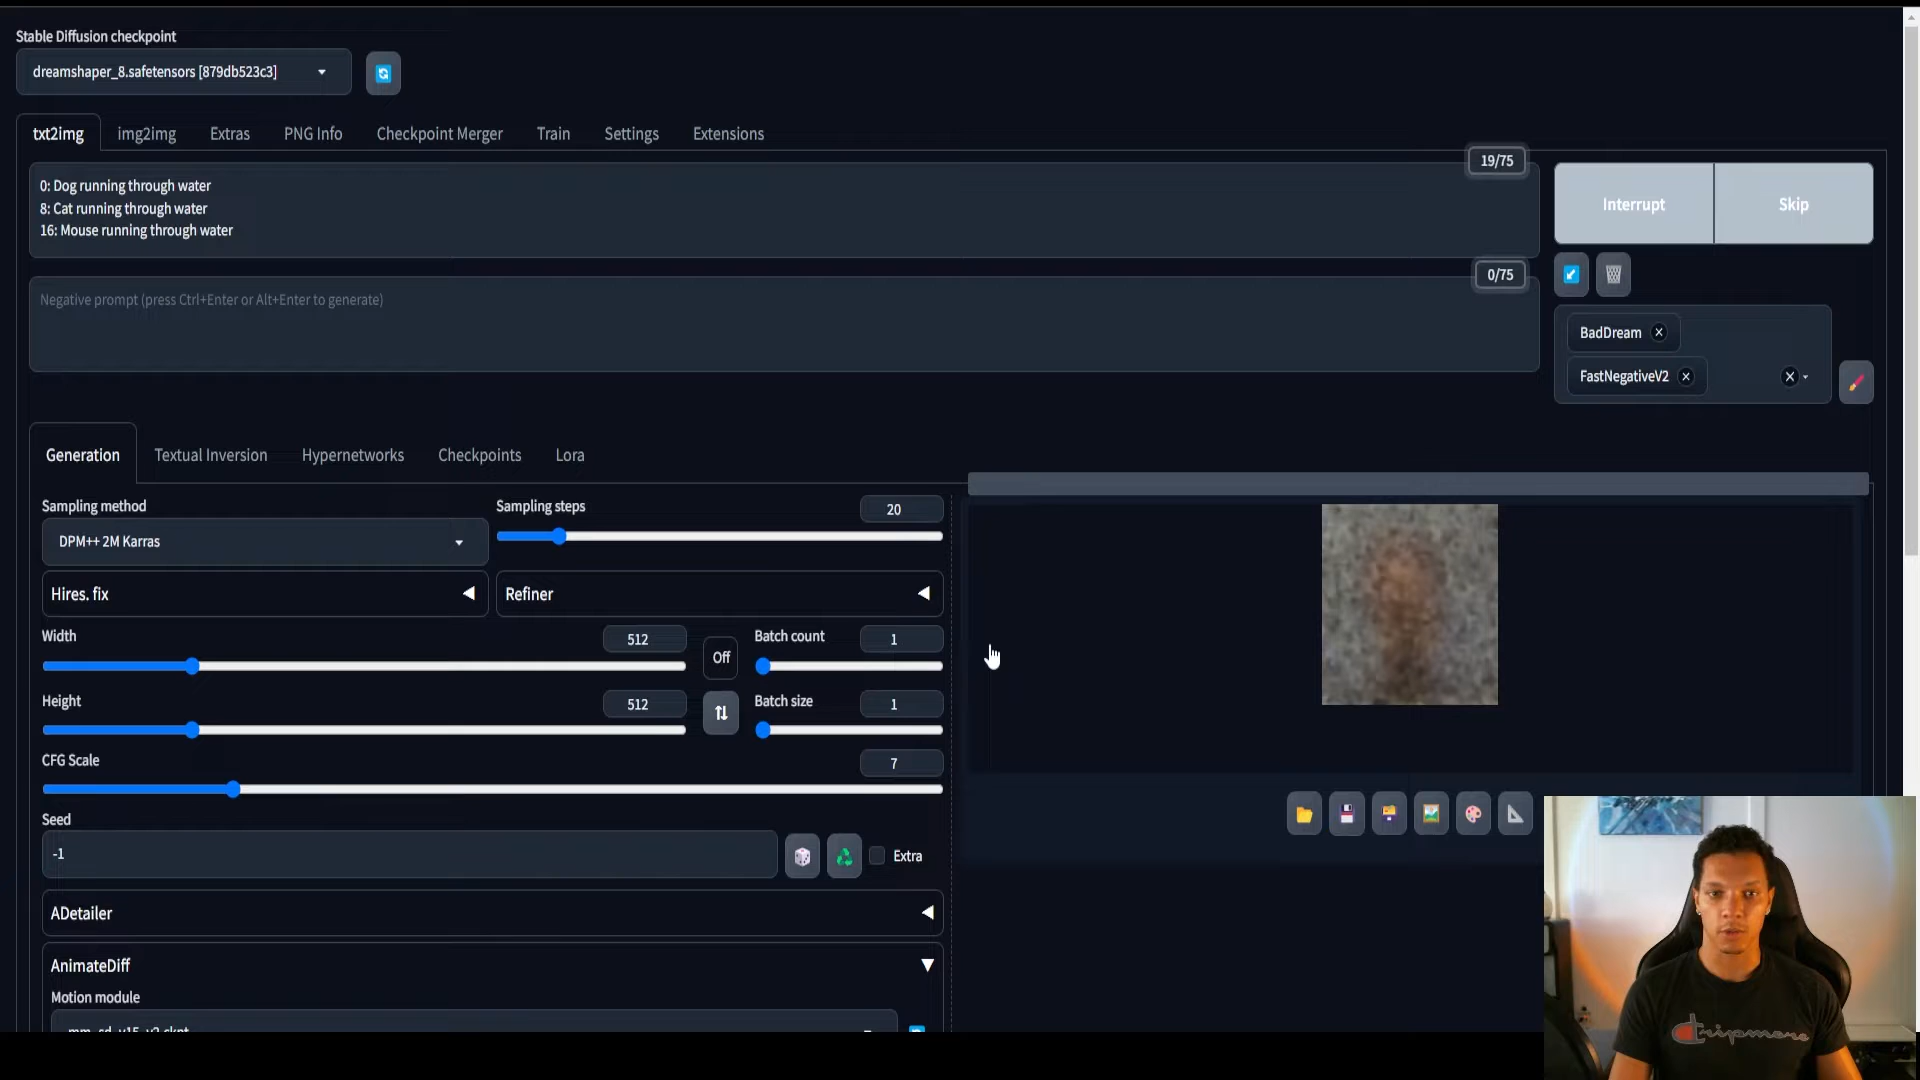 Stable Diffusion checkpoint
dreamshaper_8.safetensors [879db523c3]
txt2img img2img Extras PNG Info Checkpoint Merger Train Settings Extensions
19/75
0: Dog running through water
8: Cat running through water
16: Mouse running through water
Interrupt Skip
0/75
Negative prompt (press Ctrl+Enter or Alt+Enter to generate)
BadDream
FastNegativeV2
Generation Textual Inversion Hypernetworks Checkpoints Lora
Sampling method
DPM++ 2M Karras
Sampling steps
20
Hires. fix
Refiner
Width
512
Off
Batch count
1
Height
512
Batch size
1
CFG Scale
7
Seed
-1
Extra
ADetailer
AnimateDiff
Motion module
mm_sd_v15_v2.ckpt